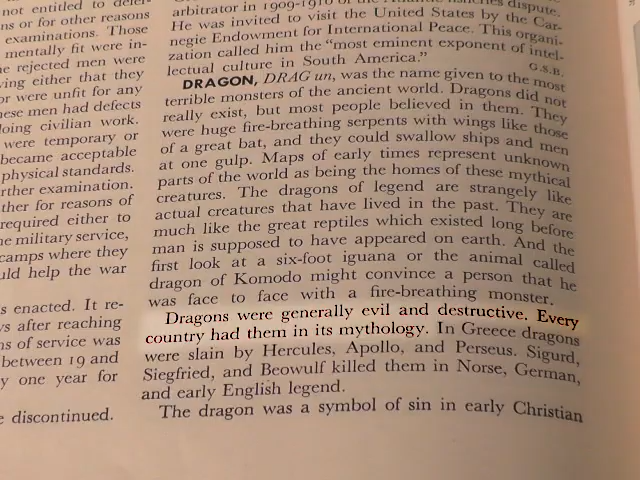 not entitled to defer-
ns or for other reasons
examinations. Those
mentally fit were in-
e rejected men were
ving either that they
or were unfit for any
hese men had defects
doing civilian work.
were temporary or
became acceptable
physical standards.
rther examination.
ther for reasons of
required either to
he military service,
camps where they
uld help the war
s enacted. It re-
ys after reaching
ns of service was
between 19 and
y one year for
e discontinued.
arbitrator in 1909-1910 of the Atlantic fisheries dispute.
He was invited to visit the United States by the Car-
negie Endowment for International Peace. This organi-
zation called him the "most eminent exponent of intel-
lectual culture in South America."
G.S.B.
DRAGON, DRAG un, was the name given to the most
terrible monsters of the ancient world. Dragons did not
really exist, but most people believed in them. They
were huge fire-breathing serpents with wings like those
of a great bat, and they could swallow ships and men
at one gulp. Maps of early times represent unknown
parts of the world as being the homes of these mythical
creatures. The dragons of legend are strangely like
actual creatures that have lived in the past. They are
much like the great reptiles which existed long before
man is supposed to have appeared on earth. And the
first look at a six-foot iguana or the animal called
dragon of Komodo might convince a person that he
was face to face with a fire-breathing monster.
Dragons were generally evil and destructive. Every
country had them in its mythology. In Greece dragons
were slain by Hercules, Apollo, and Perseus. Sigurd,
Siegfried, and Beowulf killed them in Norse, German,
and early English legend.
The dragon was a symbol of sin in early Christian